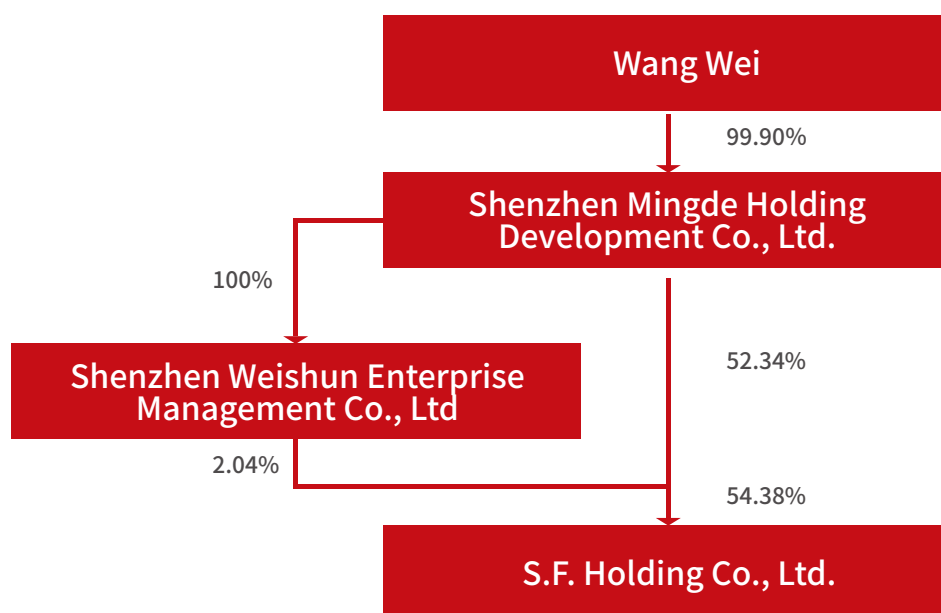 Wang Wei
99.90%
Shenzhen Mingde Holding
Development Co., Ltd.
100%
52.34%
Shenzhen Weishun Enterprise
Management Co., Ltd
2.04%
54.38%
S.F. Holding Co., Ltd.